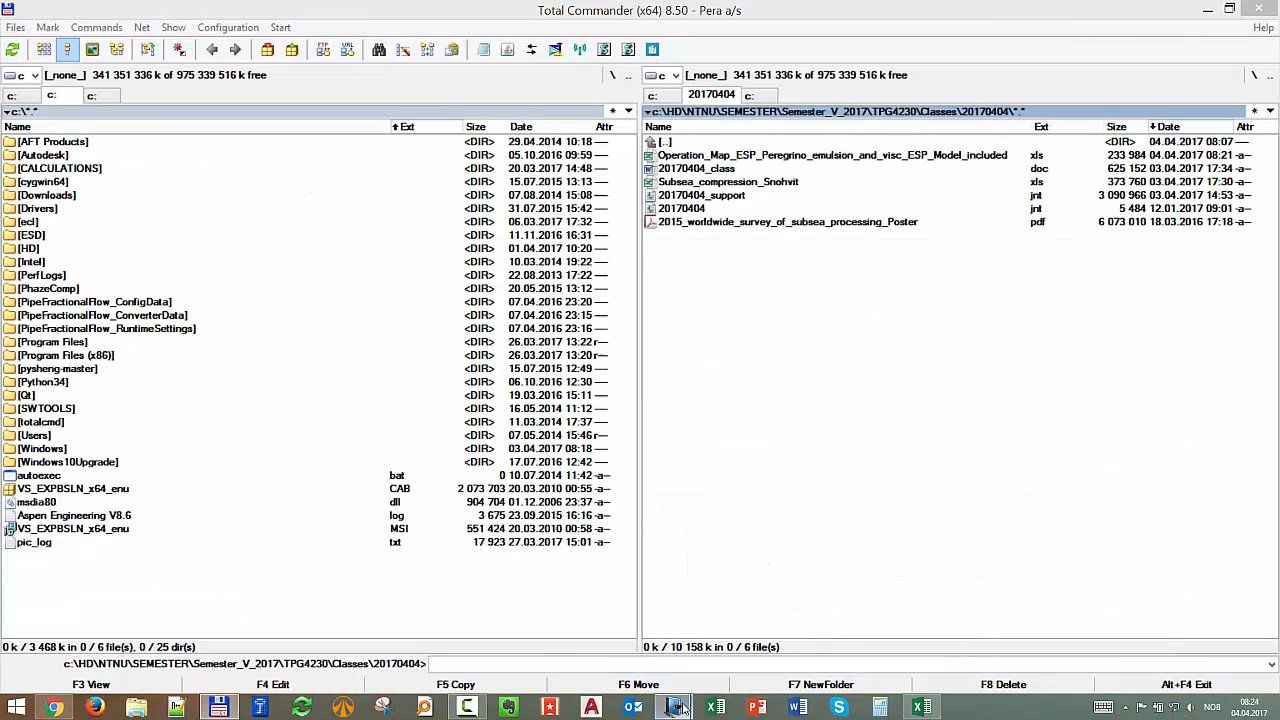 Total Commander (x64) 8.50 - Pera a/s
Files Mark Commands Net Show Configuration Start Help
c [_none_] 341 351 336 k of 975 339 516 k free \ ..
c [_none_] 341 351 336 k of 975 339 516 k free \ ..
c: c: c:
c: 20170404 c:
c:\*.* * 
c:\HD\NTNU\SEMESTER\Semester_V_2017\TPG4230\Classes\20170404\*.* *
Name Ext Size Date Attr
[AFT Products] <DIR> 29.04.2014 10:18 ----
[Autodesk] <DIR> 05.10.2016 09:59 ----
[CALCULATIONS] <DIR> 20.03.2017 14:48 ----
[cygwin64] <DIR> 15.07.2015 13:13 ----
[Downloads] <DIR> 07.08.2014 15:08 ----
[Drivers] <DIR> 31.07.2015 15:42 ----
[ecl] <DIR> 06.03.2017 17:32 ----
[ESD] <DIR> 11.11.2016 16:31 ----
[HD] <DIR> 01.04.2017 10:20 ----
[Intel] <DIR> 10.03.2014 19:22 ----
[PerfLogs] <DIR> 22.08.2013 17:22 ----
[PhazeComp] <DIR> 20.05.2015 13:12 ----
[PipeFractionalFlow_ConfigData] <DIR> 07.04.2016 23:20 ----
[PipeFractionalFlow_ConverterData] <DIR> 07.04.2016 23:15 ----
[PipeFractionalFlow_RuntimeSettings] <DIR> 07.04.2016 23:16 ----
[Program Files] <DIR> 26.03.2017 13:22 r---
[Program Files (x86)] <DIR> 26.03.2017 13:20 r---
[pysheng-master] <DIR> 15.07.2015 12:49 ----
[Python34] <DIR> 06.10.2016 12:30 ----
[Qt] <DIR> 19.03.2016 15:11 ----
[SWTOOLS] <DIR> 16.05.2014 11:12 ----
[totalcmd] <DIR> 11.03.2014 17:37 ----
[Users] <DIR> 07.05.2014 15:46 r---
[Windows] <DIR> 03.04.2017 08:18 ----
[Windows10Upgrade] <DIR> 17.07.2016 12:42 ----
autoexec bat 0 10.07.2014 11:42 -a--
VS_EXPBSLN_x64_enu CAB 2 073 703 20.03.2010 00:55 -a--
msdia80 dll 904 704 01.12.2006 23:37 -a--
Aspen Engineering V8.6 log 3 675 23.09.2015 16:16 -a--
VS_EXPBSLN_x64_enu MSI 551 424 20.03.2010 00:58 -a--
pic_log txt 17 923 27.03.2017 15:01 -a--
Name Ext Size Date Attr
[..] <DIR> 04.04.2017 08:07 ----
Operation_Map_ESP_Peregrino_emulsion_and_visc_ESP_Model_included xls 233 984 04.04.2017 08:21 -a--
20170404_class doc 625 152 03.04.2017 17:34 -a--
Subsea_compression_Snohvit xls 373 760 03.04.2017 17:30 -a--
20170404_support jnt 3 090 966 03.04.2017 14:53 -a--
20170404 jnt 5 484 12.01.2017 09:01 -a--
2015_worldwide_survey_of_subsea_processing_Poster pdf 6 073 010 18.03.2016 17:18 -a--
0 k / 3 468 k in 0 / 6 file(s), 0 / 25 dir(s)
0 k / 10 158 k in 0 / 6 file(s)
c:\HD\NTNU\SEMESTER\Semester_V_2017\TPG4230\Classes\20170404>
F3 View F4 Edit F5 Copy F6 Move F7 NewFolder F8 Delete Alt+F4 Exit
NOB 08:24
04.04.2017